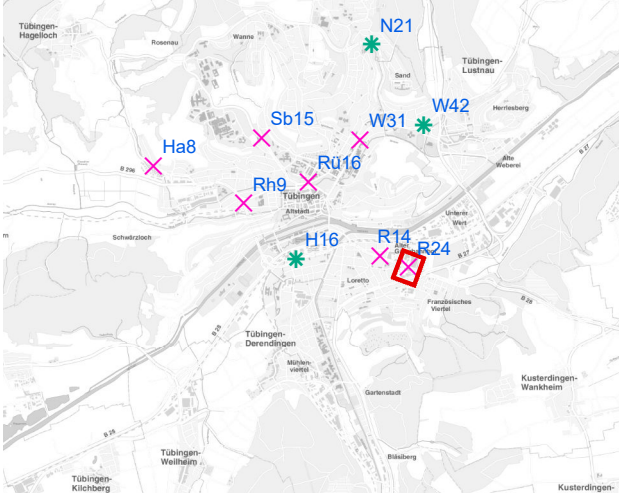 Tübingen-
Hagelloch
Rosenau
Wanne
N21
Sand
Tübingen-
Lustnau
W42
Herrlesberg
Sb15
W31
Ha8
B 296
Rü16
Alte
Weberei
B 27
Rh9
Tübingen
Altstadt
Unterer
Wert
Schwärzloch
H16
R14
R24
B 27
Loretto
Französisches
Viertel
B 28
B 28
Tübingen-
Derendingen
Mühlen-
viertel
Gartenstadt
Kusterdingen-
Wankheim
B 28
Tübingen-
Weilheim
Bläsiberg
Tübingen-
Kilchberg
Kusterdingen-